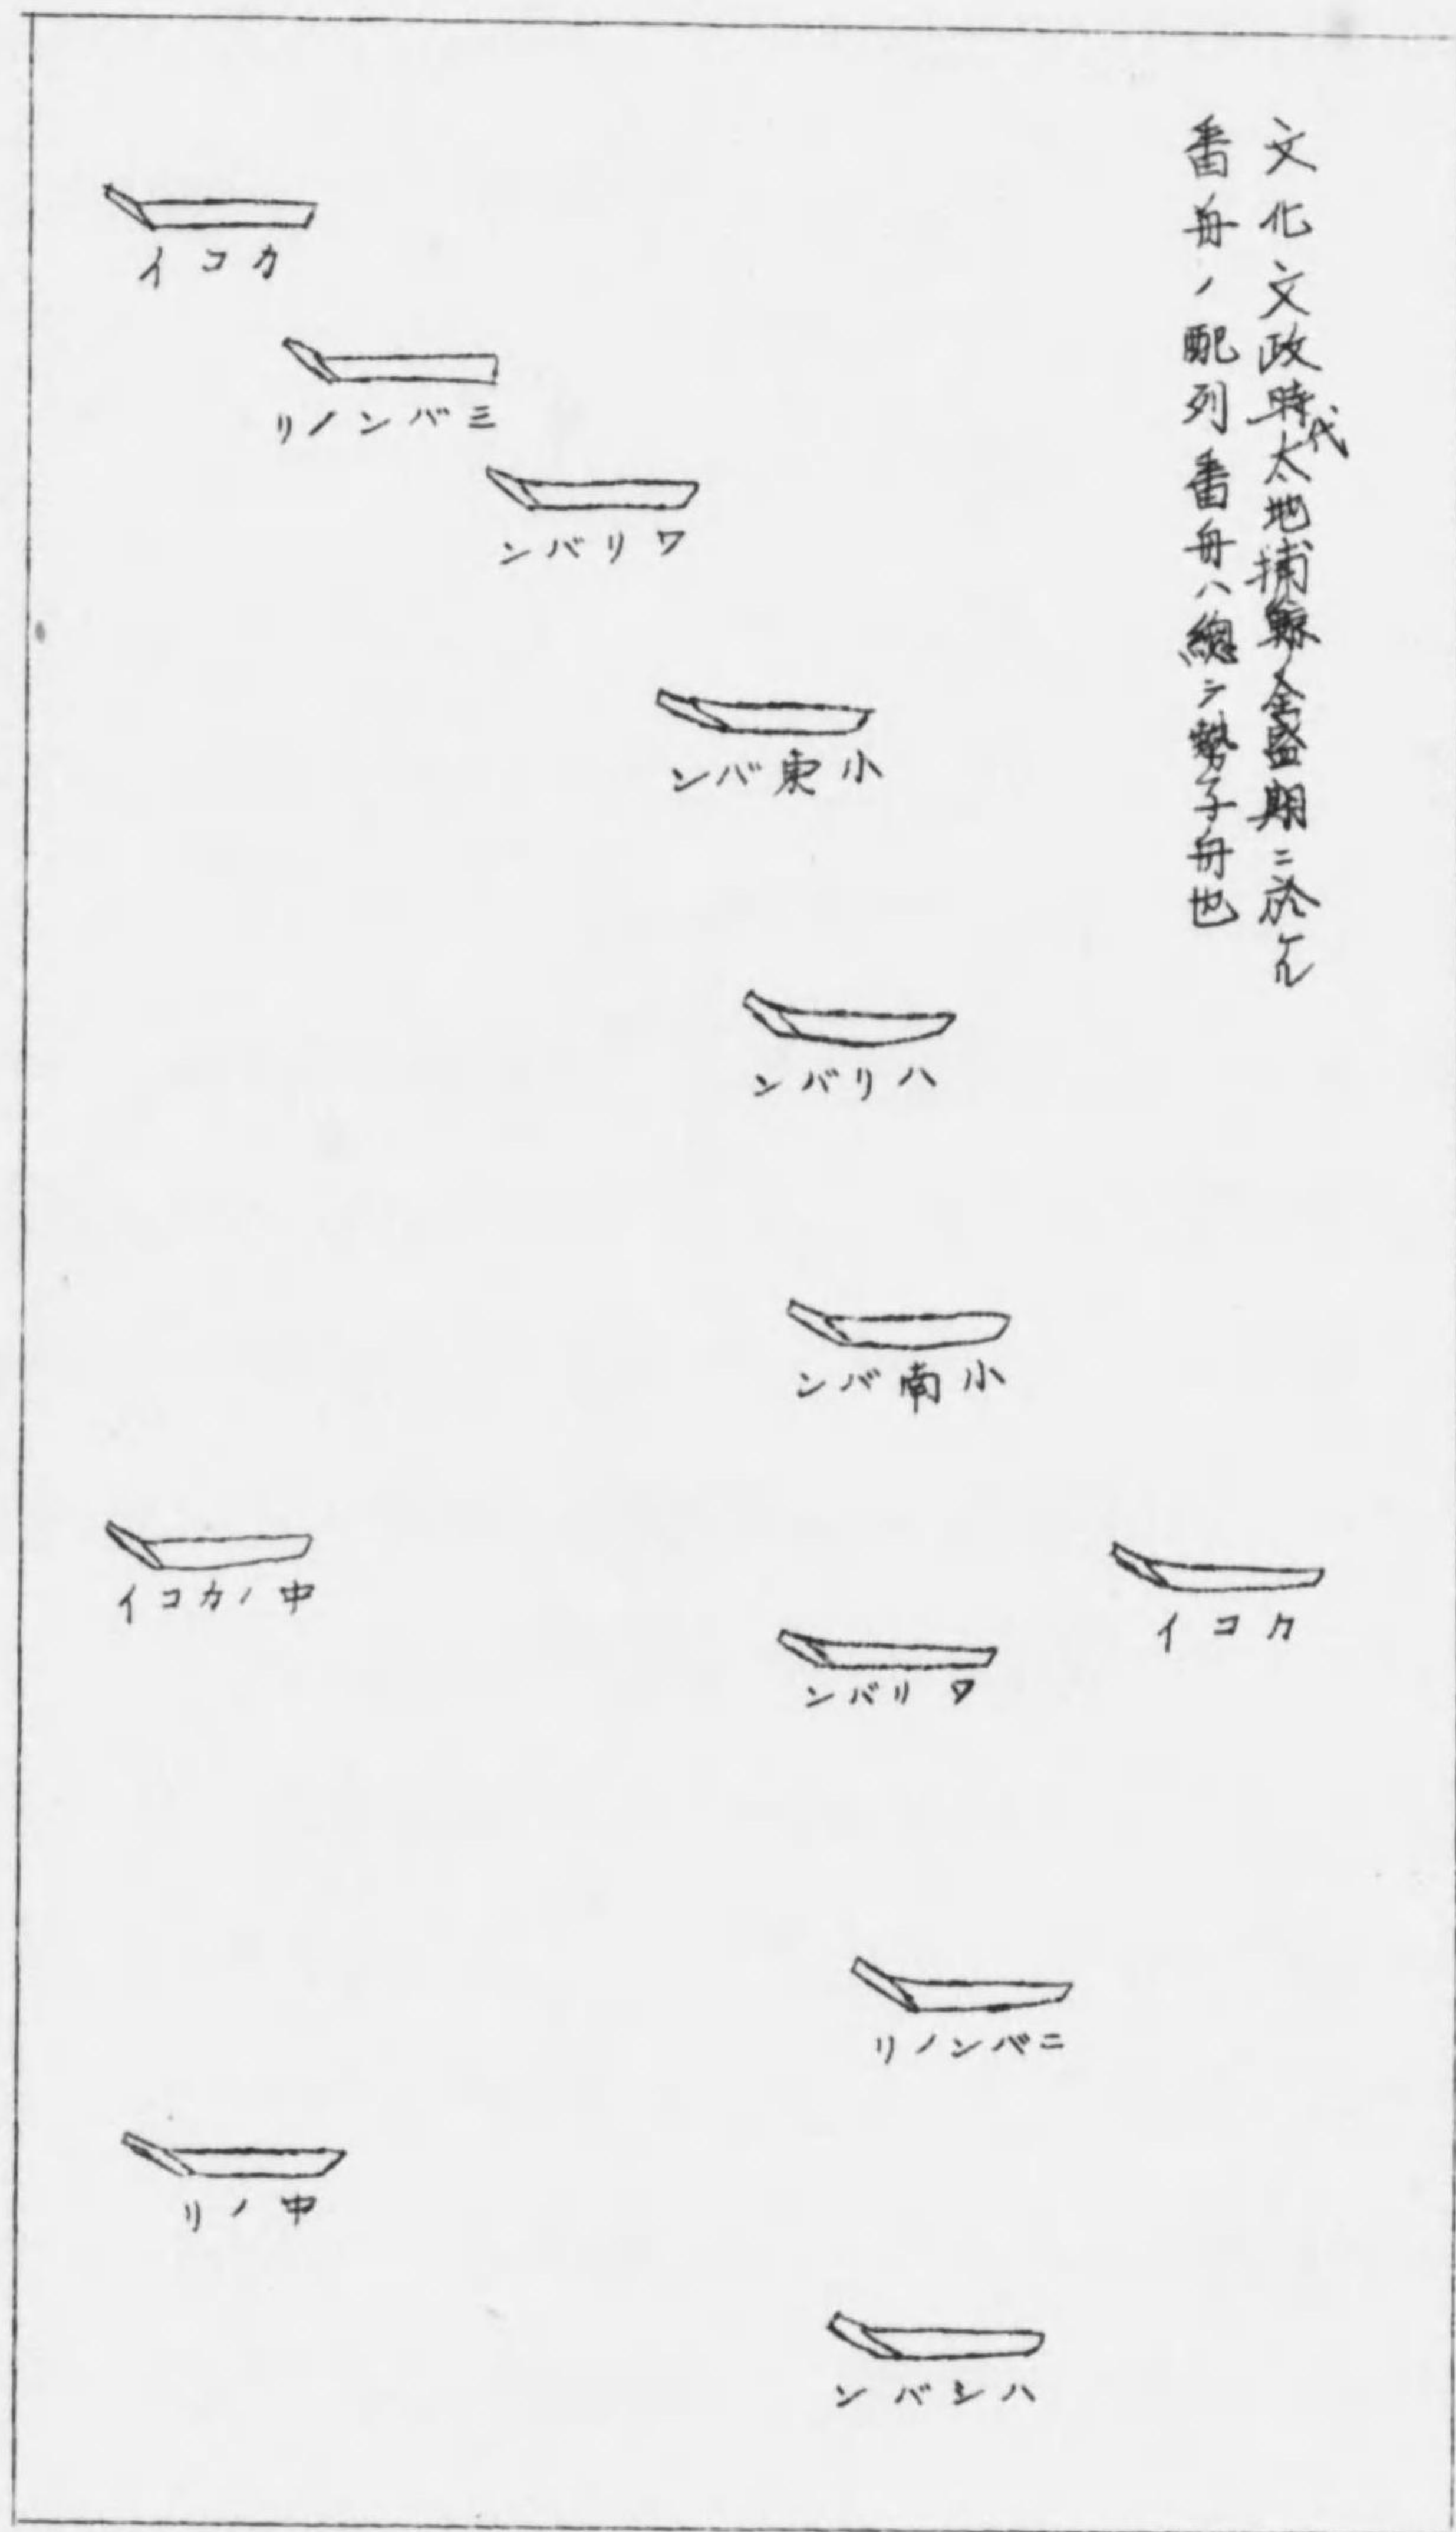 文化文政時代太地捕鯨ノ全盛期ニ於ケル
番舟ノ配列番舟ハ總テ勢子舟也
カコイ
三バンノリ
ワリバン
小東バン
ハリバン
小南バン
中ノカコイ
カコイ
ワリバン
ニバンノリ
中ノリ
ハシバン